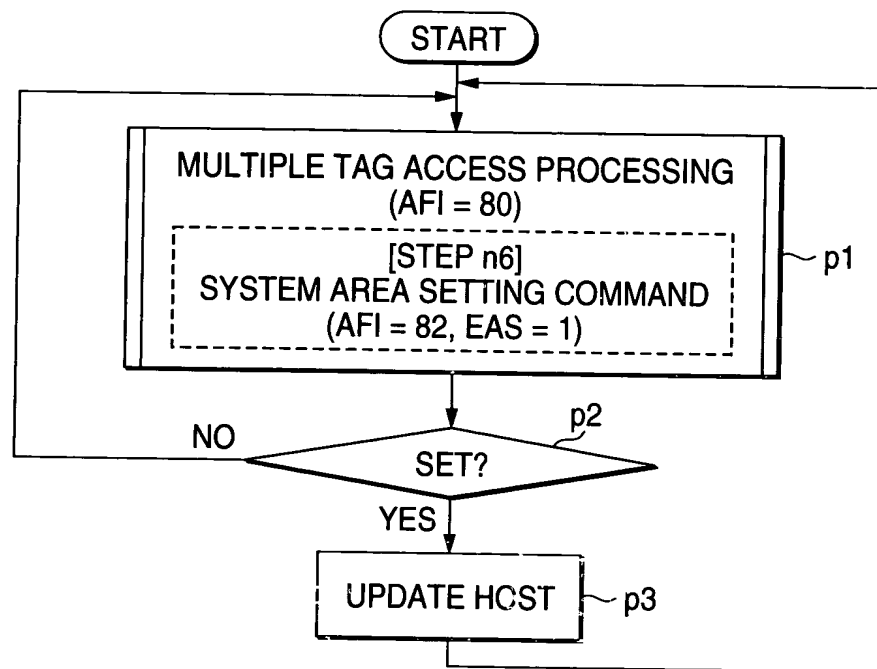 START
MULTIPLE TAG ACCESS PROCESSING
(AFI = 80)
[STEP n6]
SYSTEM AREA SETTING COMMAND
(AFI = 82, EAS = 1)
p1
p2
NO
SET?
YES
UPDATE HOST
p3